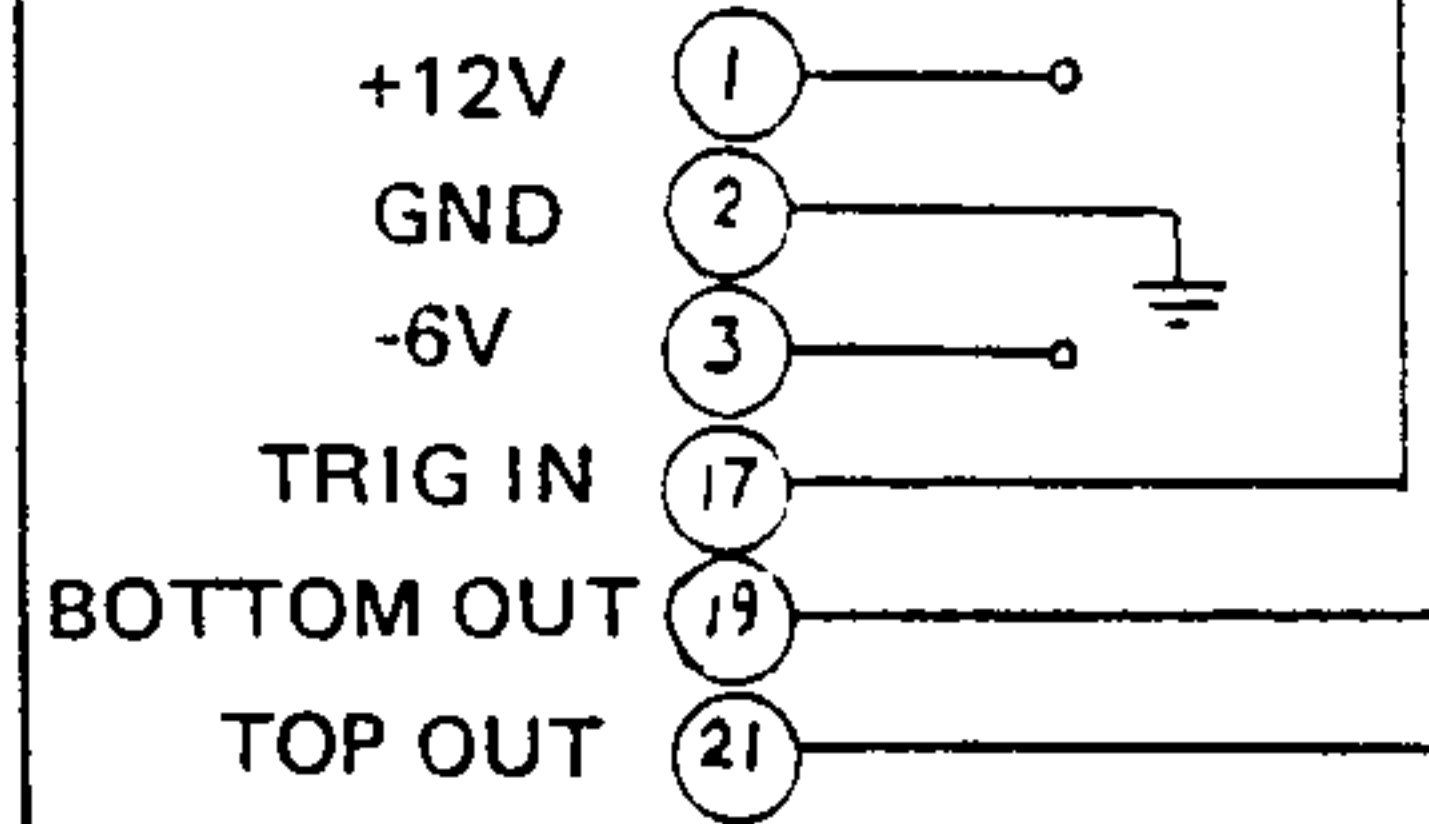 +12V 1
GND 2
-6V 3
TRIG IN 17
BOTTOM OUT 19
TOP OUT 21